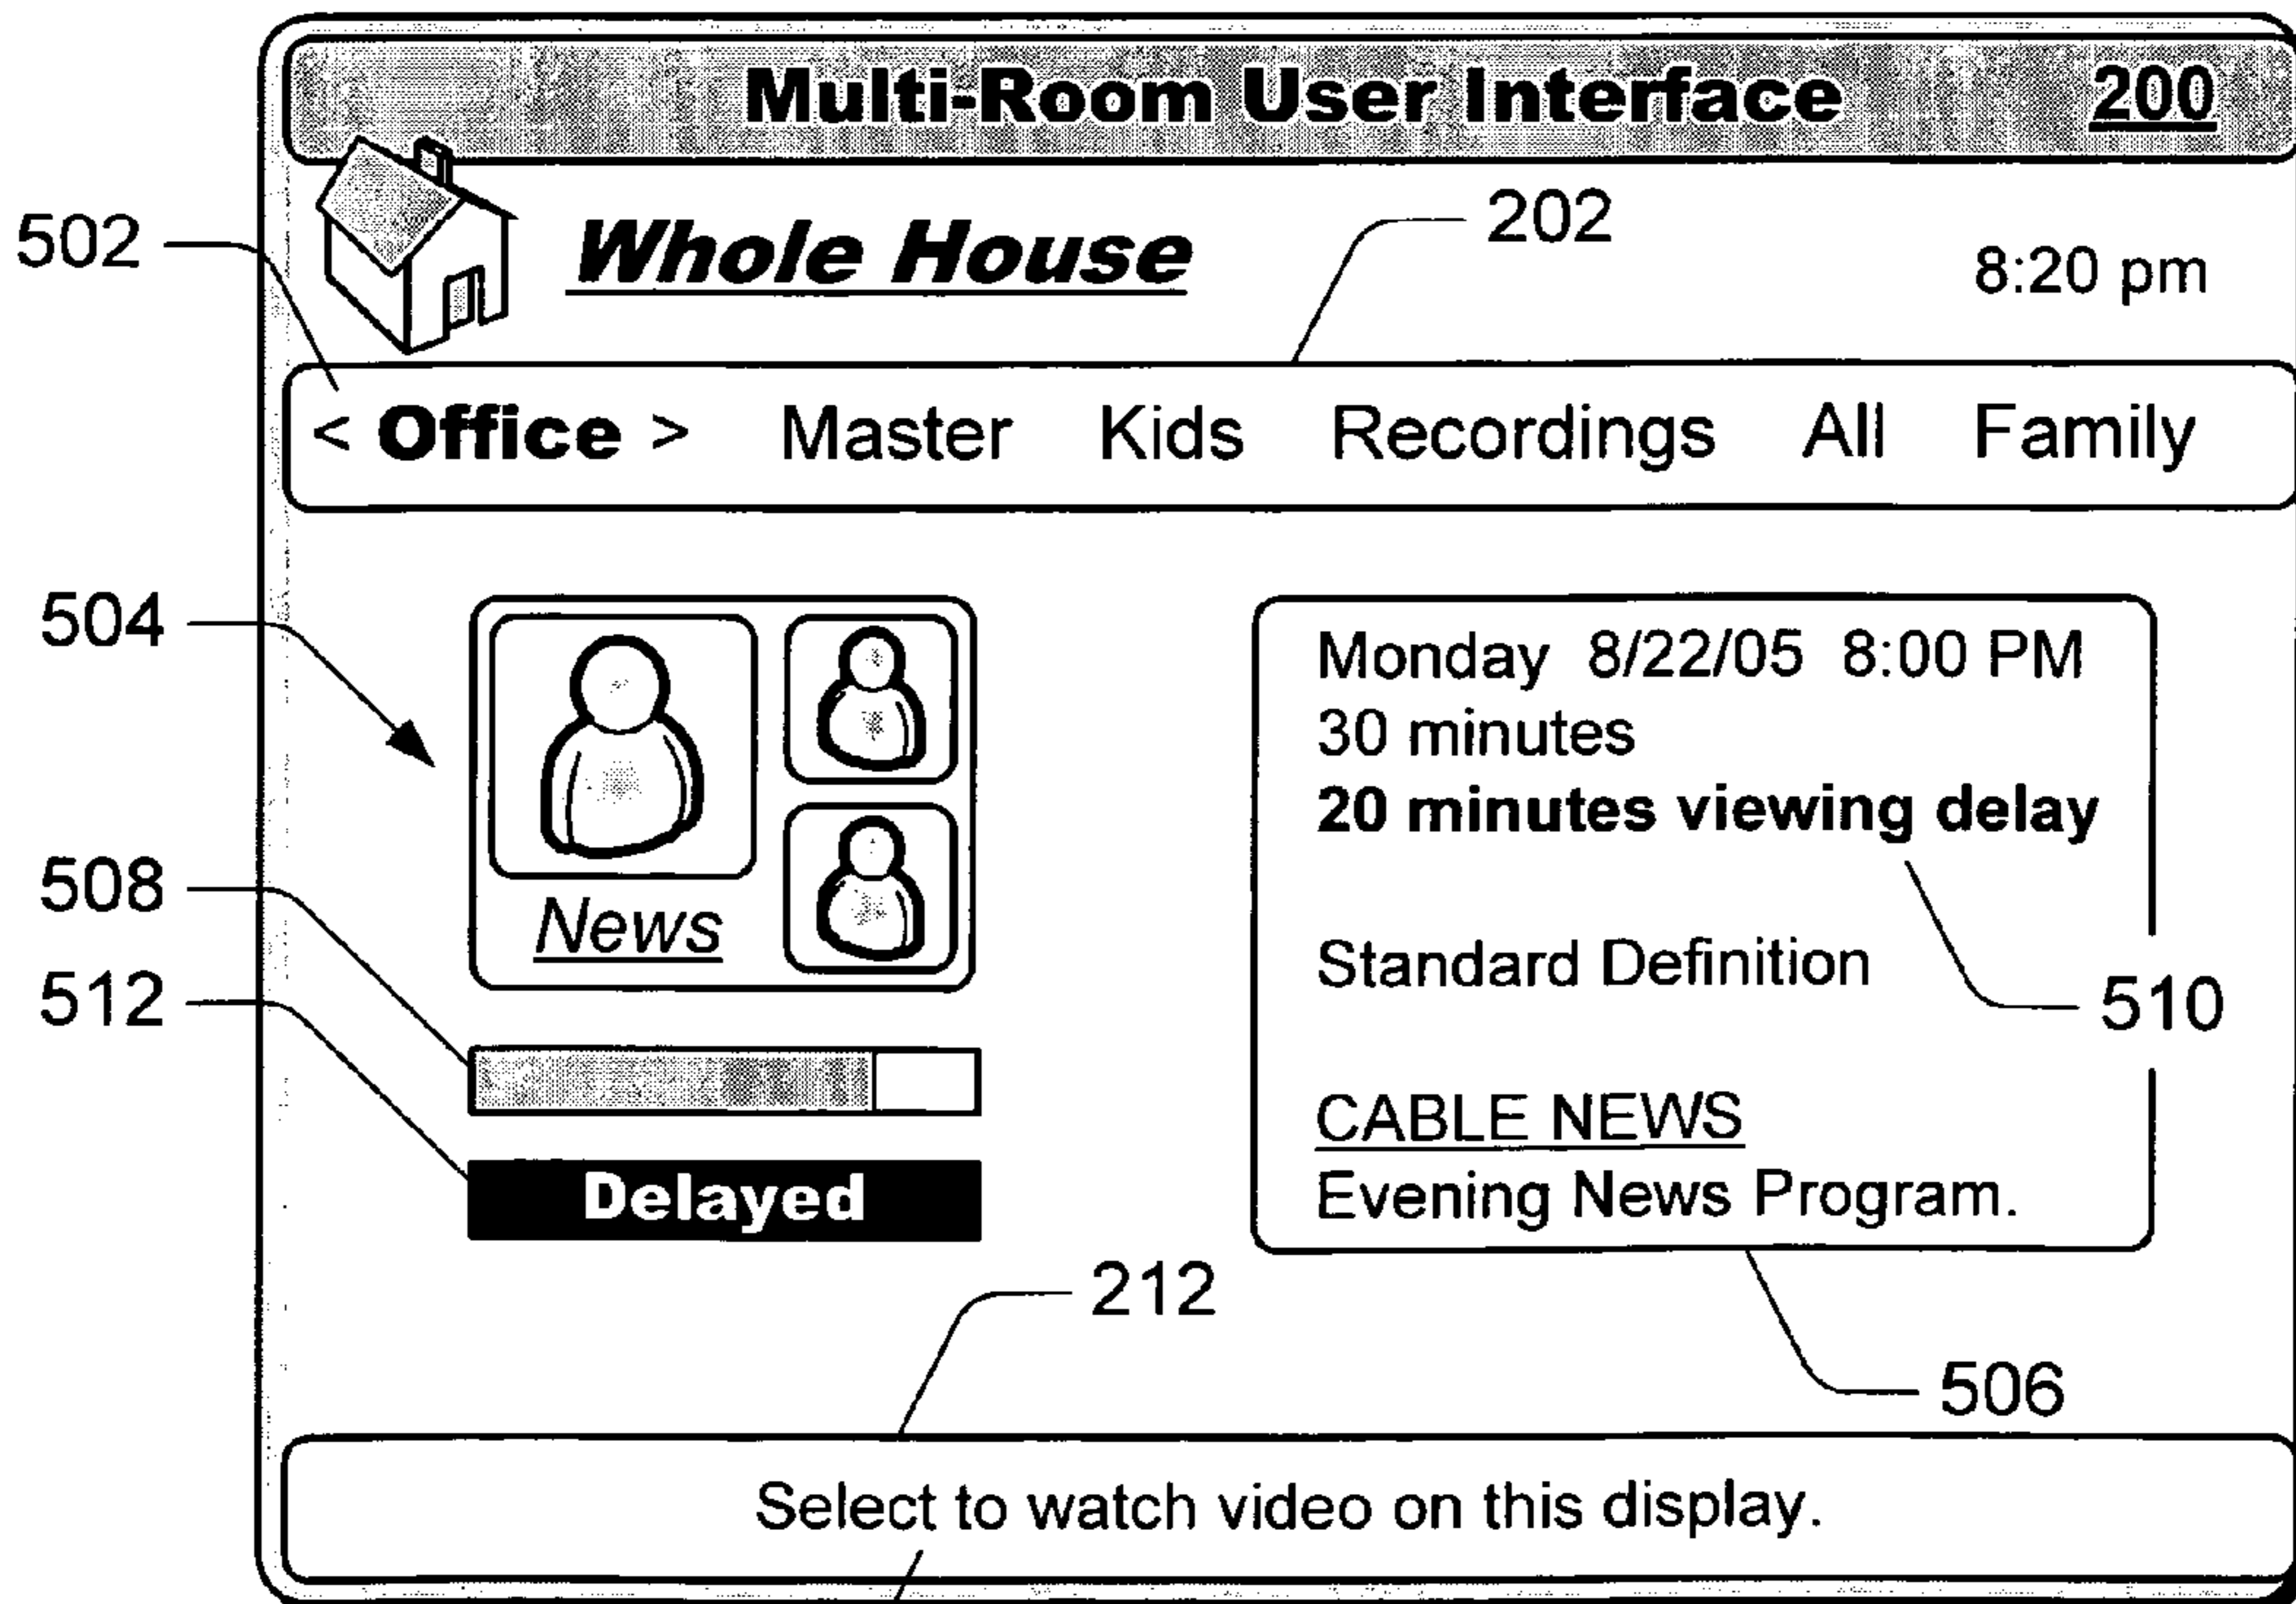 Multi-Room User Interface 200
502
Whole House
202
8:20 pm
< Office > Master Kids Recordings All Family
504
Monday 8/22/05 8:00 PM
30 minutes
20 minutes viewing delay
508
News
Standard Definition
512
510
CABLE NEWS
Delayed
Evening News Program.
212
506
Select to watch video on this display.